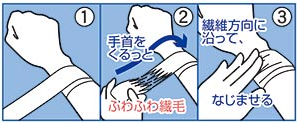 ①
②
手首を
くるっと
ふわふわ繊毛
③
繊維方向に
沿って、
なじませる